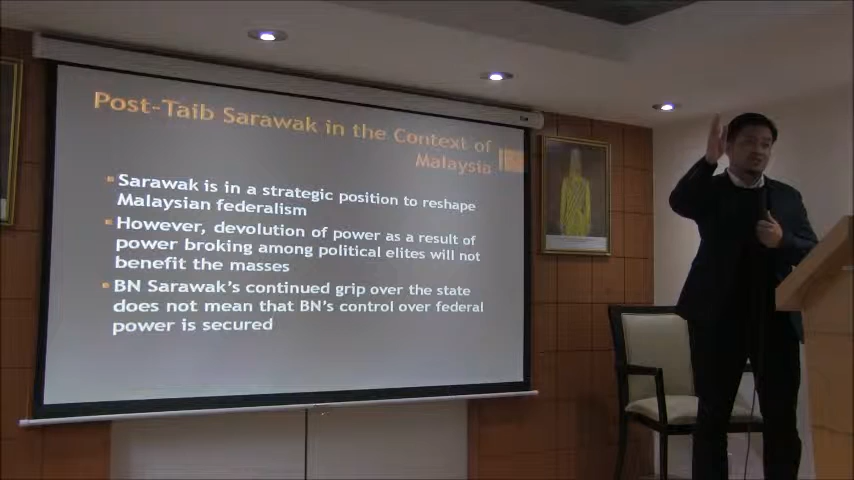 Post-Taib Sarawak in the Context of
Malaysia
Sarawak is in a strategic position to reshape
Malaysian federalism
However, devolution of power as a result of
power broking among political elites will not
benefit the masses
BN Sarawak's continued grip over the state
does not mean that BN's control over federal
power is secured